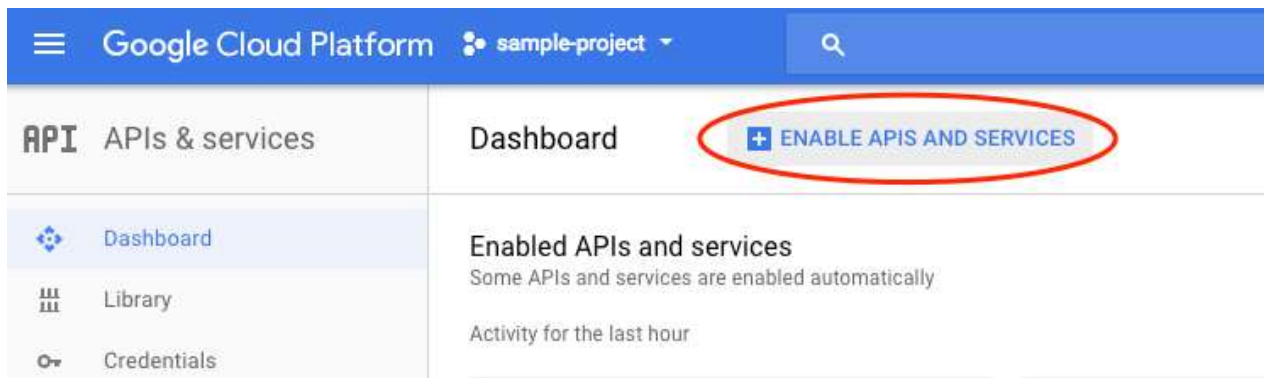 Google Cloud Platform sample-project
API APIs & services
Dashboard ENABLE APIS AND SERVICES
Dashboard
Library
Credentials
Enabled APIs and services
Some APIs and services are enabled automatically
Activity for the last hour